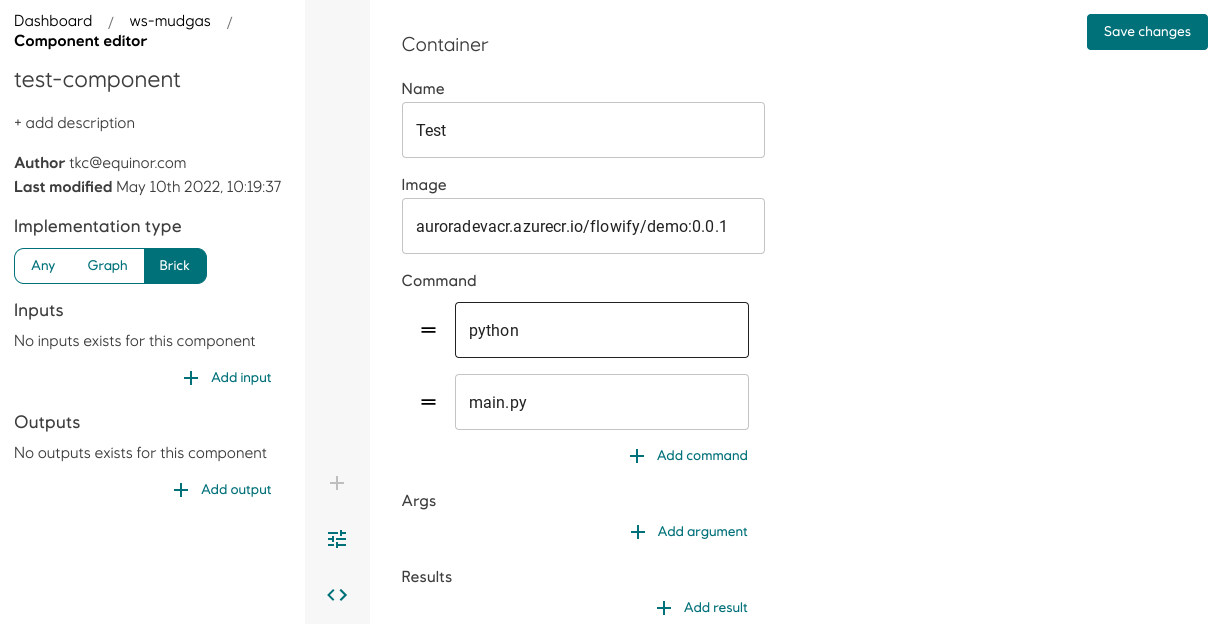 Dashboard / ws-mudgas /
Component editor
test-component
+ add description
Author tkc@equinor.com
Last modified May 10th 2022, 10:19:37
Implementation type
Any Graph Brick
Inputs
No inputs exists for this component
Add input
Outputs
No outputs exists for this component
Add output
Save changes
Container
Name
Test
Image
auroradevacr.azurecr.io/flowify/demo:0.0.1
Command
python
main.py
Add command
Args
Add argument
Results
Add result